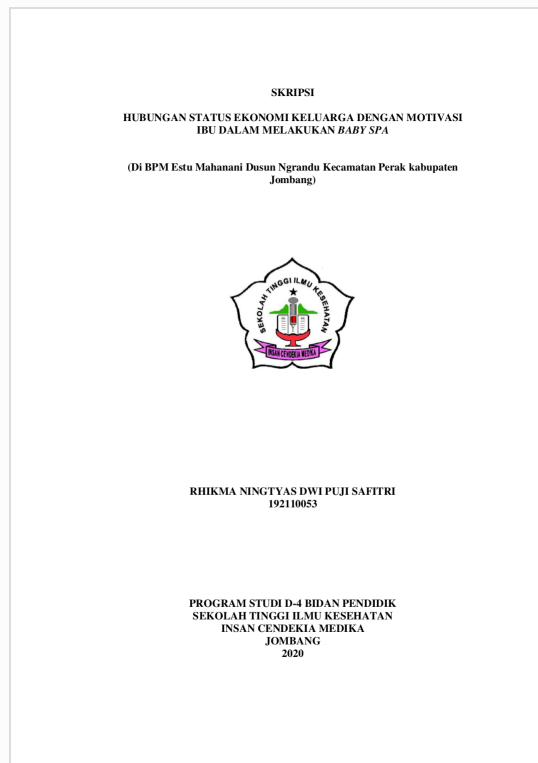 SKRIPSI
HUBUNGAN STATUS EKONOMI KELUARGA DENGAN MOTIVASI
IBU DALAM MELAKUKAN BABY SPA
(Di BPM Estu Mahanani Dusun Ngrandu Kecamatan Perak kabupaten
Jombang)
SEKOLAH TINGGI ILMU KESEHATAN
INSAN CENDEKIA MEDIKA
RHIKMA NINGTYAS DWI PUJI SAFITRI
192110053
PROGRAM STUDI D-4 BIDAN PENDIDIK
SEKOLAH TINGGI ILMU KESEHATAN
INSAN CENDEKIA MEDIKA
JOMBANG
2020